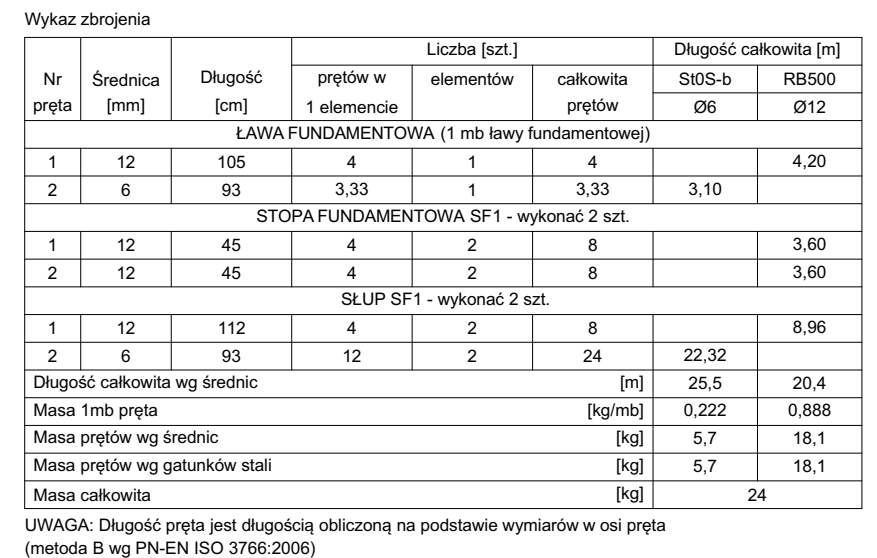 Wykaz zbrojenia
Liczba [szt.] Długość całkowita [m]
Nr Średnica Długość prętów w elementów całkowita St0S-b RB500
pręta [mm] [cm] 1 elemencie prętów Ø6 Ø12
ŁAWA FUNDAMENTOWA (1 mb ławy fundamentowej)
1 12 105 4 1 4 4,20
2 6 93 3,33 1 3,33 3,10
STOPA FUNDAMENTOWA SF1 - wykonać 2 szt.
1 12 45 4 2 8 3,60
2 12 45 4 2 8 3,60
SŁUP SF1 - wykonać 2 szt.
1 12 112 4 2 8 8,96
2 6 93 12 2 24 22,32
Długość całkowita wg średnic [m] 25,5 20,4
Masa 1mb pręta [kg/mb] 0,222 0,888
Masa prętów wg średnic [kg] 5,7 18,1
Masa prętów wg gatunków stali [kg] 5,7 18,1
Masa całkowita [kg] 24
UWAGA: Długość pręta jest długością obliczoną na podstawie wymiarów w osi pręta
(metoda B wg PN-EN ISO 3766:2006)